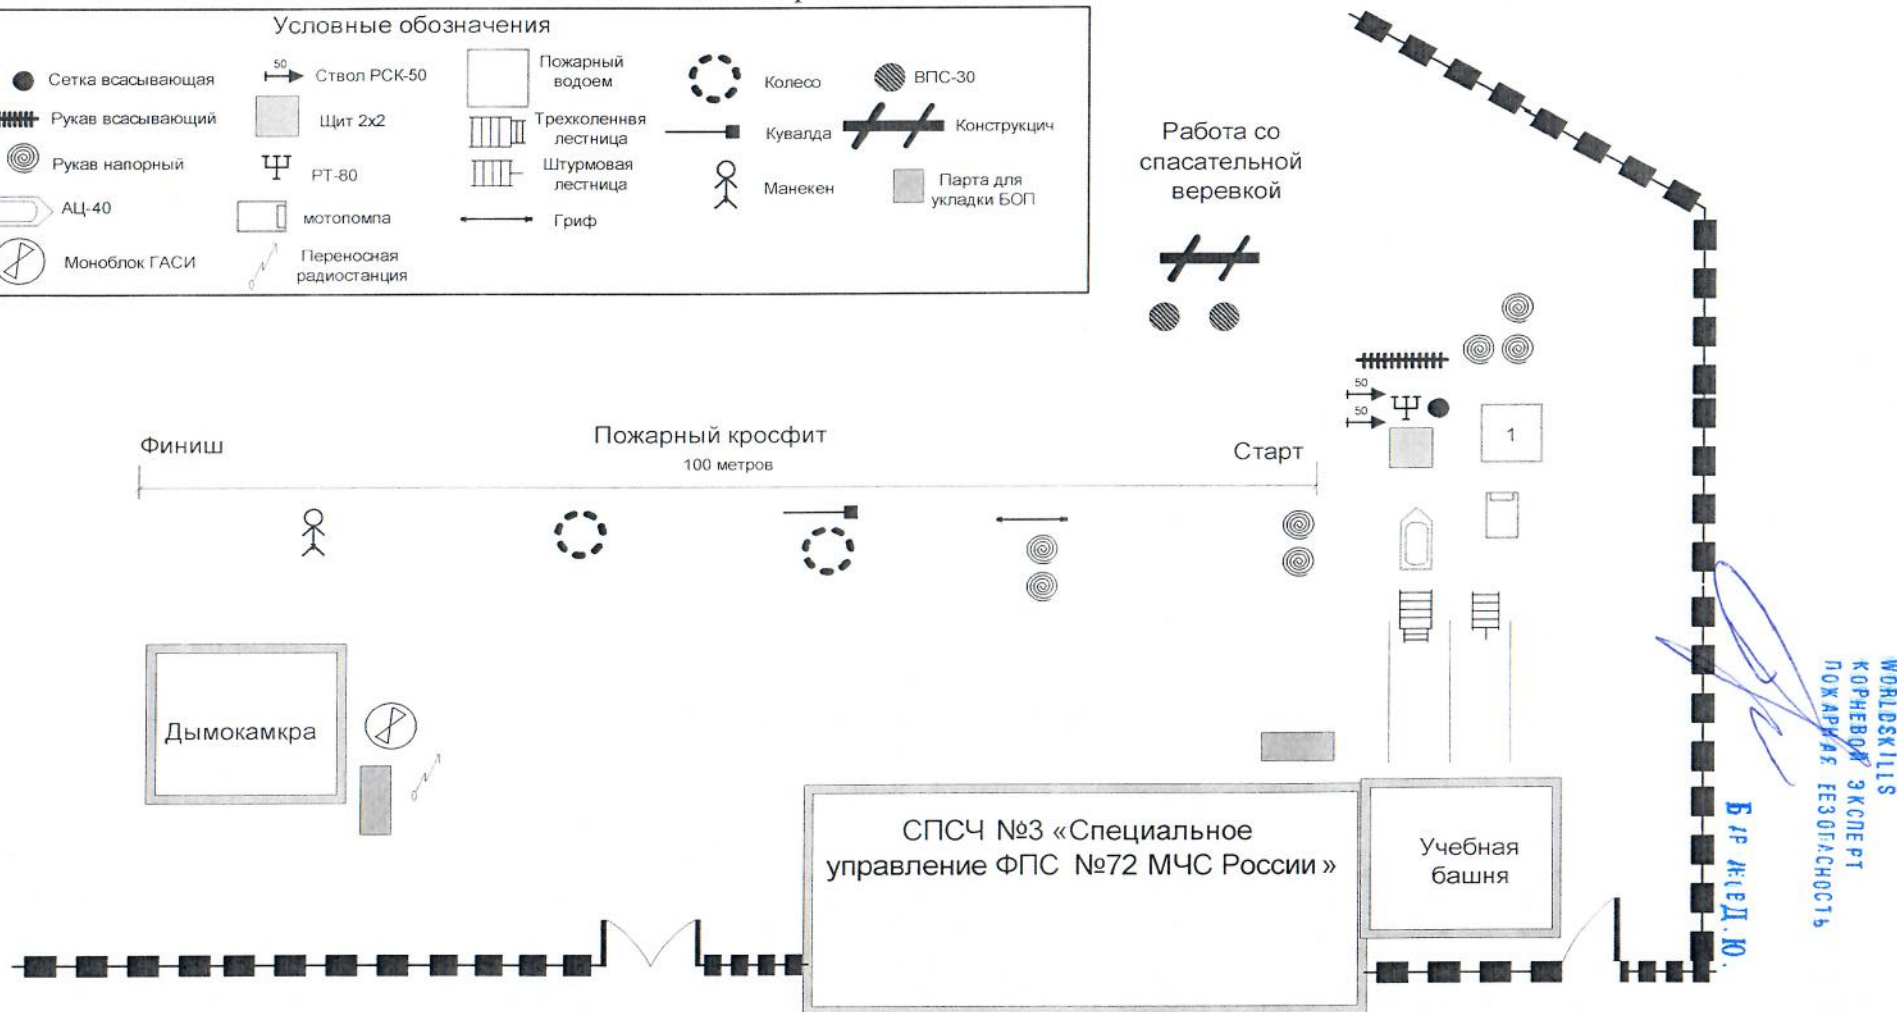 Условные обозначения
Сетка всасывающая
Рукав всасывающий
Рукав напорный
АЦ-40
Моноблок ГАСИ
50
Ствол РСК-50
Щит 2х2
РТ-80
мотопомпа
Переносная
радиостанция
Пожарный
водоем
Трехколеннвя
лестница
Штурмовая
лестница
Гриф
Колесо
Кувалда
Манекен
ВПС-30
Конструкцич
Парта для
укладки БОП
Работа со
спасательной
веревкой
50
50
1
Финиш
Пожарный кросфит
100 метров
Старт
Дымокамкра
СПСЧ №3 «Специальное
управление ФПС №72 МЧС России»
Учебная
башня
WORLDSKILLS
КОРНЕВОЙ ЭКСПЕРТ
ПОЖАРНАЯ БЕЗОПАСНОСТЬ